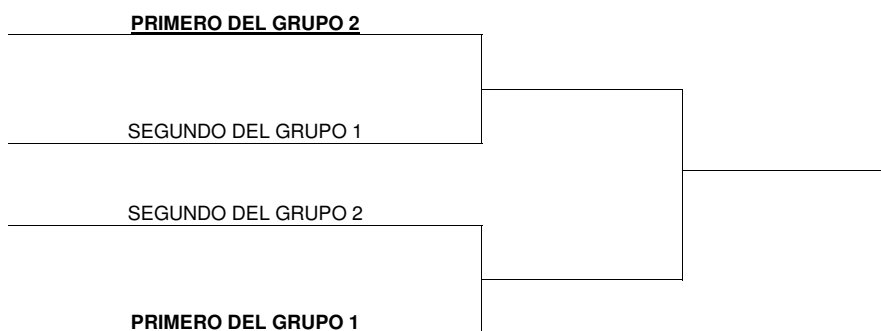 PRIMERO DEL GRUPO 2
SEGUNDO DEL GRUPO 1
SEGUNDO DEL GRUPO 2
PRIMERO DEL GRUPO 1